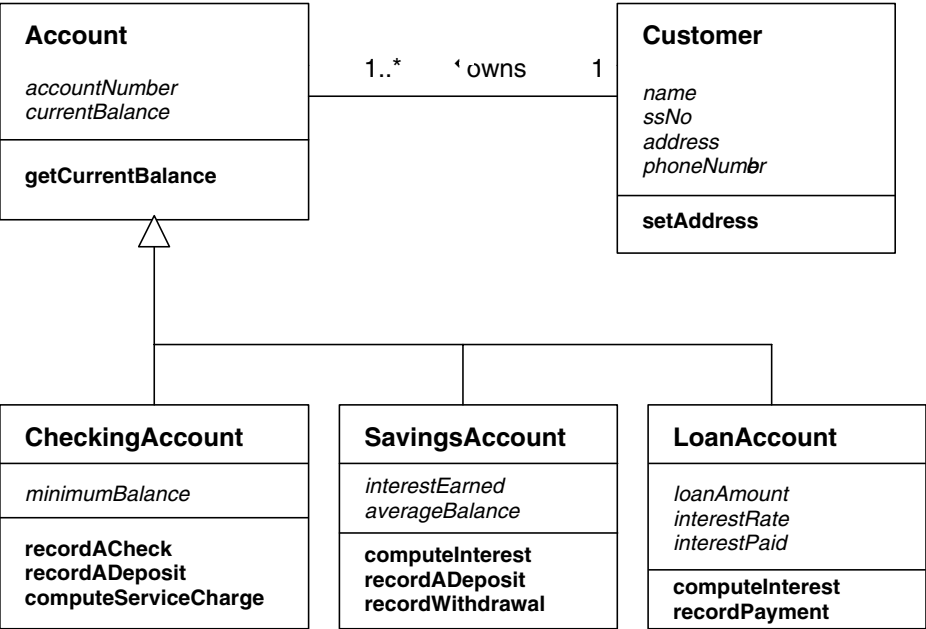 Account
accountNumber
currentBalance
getCurrentBalance
1..* owns 1
Customer
name
ssNo
address
phoneNumbr
setAddress
CheckingAccount
minimumBalance
recordACheck
recordADeposit
computeServiceCharge
SavingsAccount
interestEarned
averageBalance
computeInterest
recordADeposit
recordWithdrawal
LoanAccount
loanAmount
interestRate
interestPaid
computeInterest
recordPayment